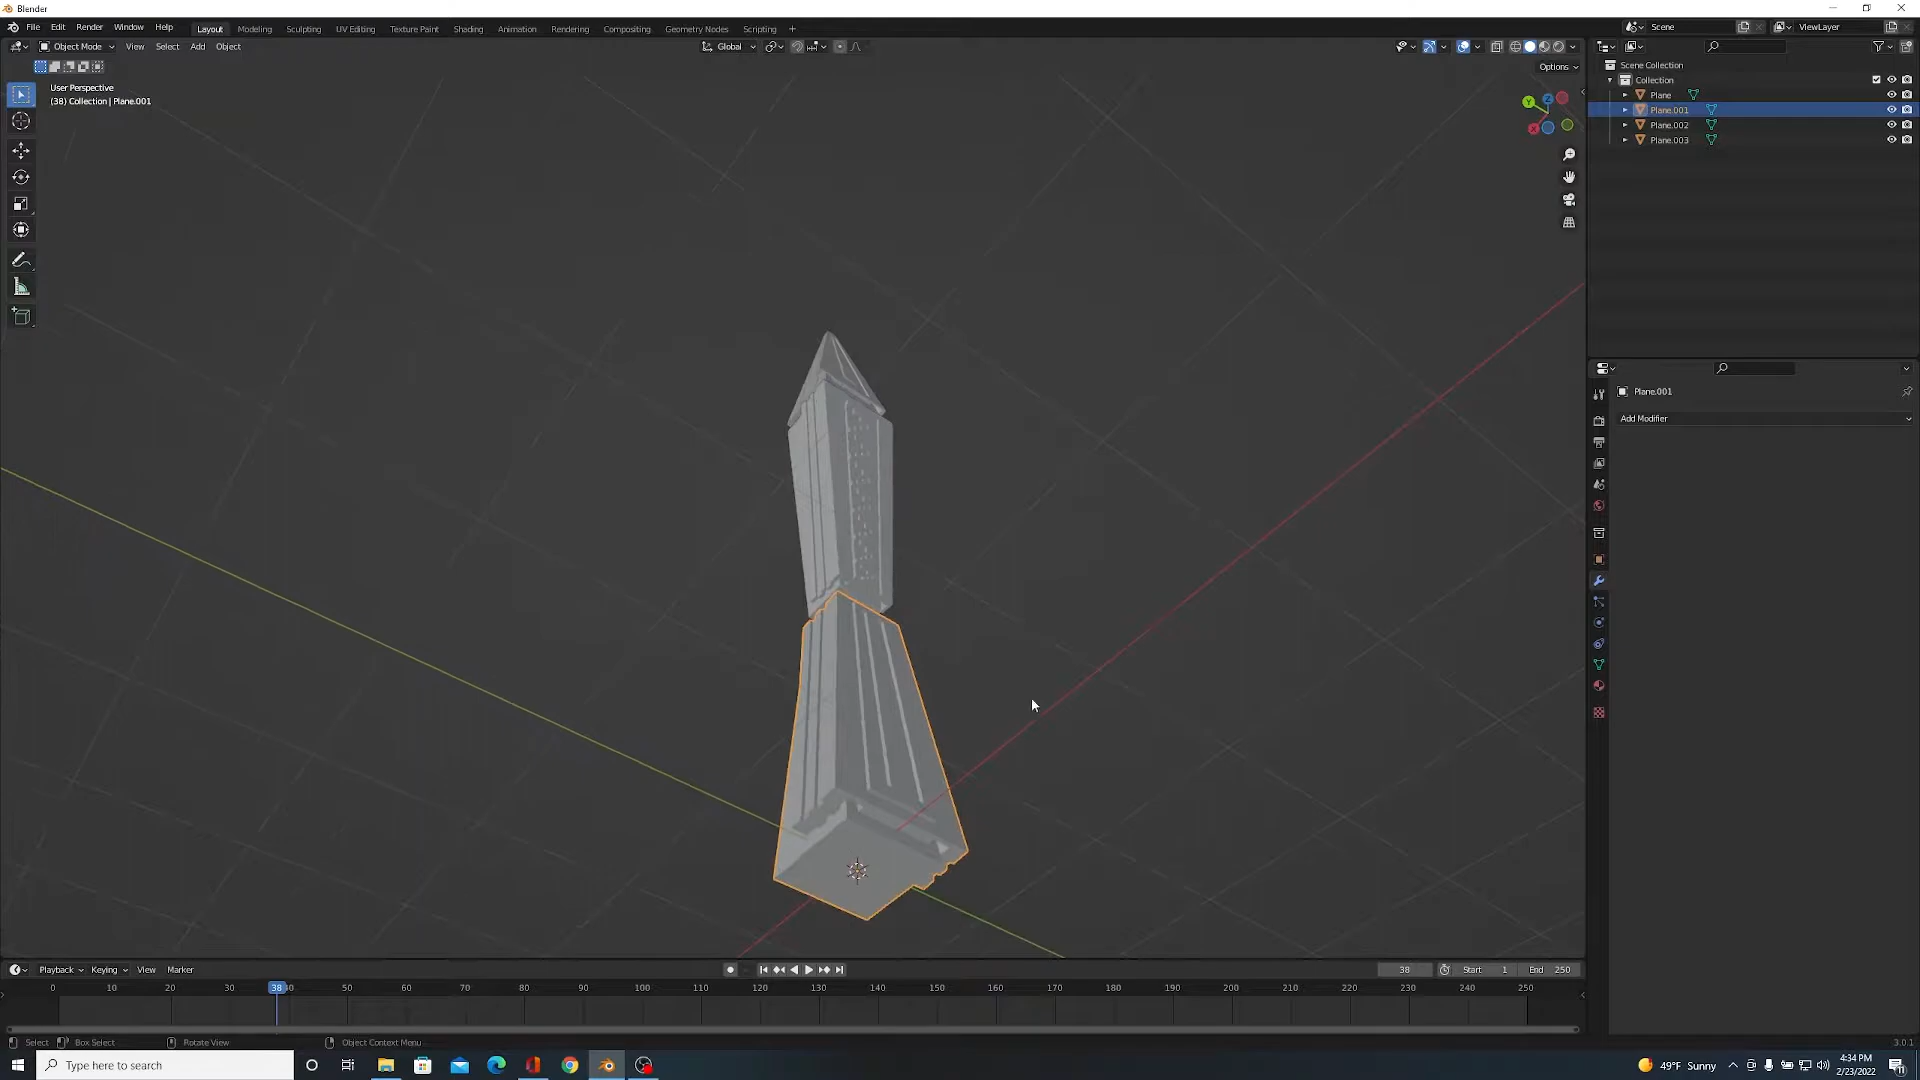 Blender
File Edit Render Window Help Layout Modeling Sculpting UV Editing Texture Paint Shading Animation Rendering Compositing Geometry Nodes Scripting + Scene ViewLayer
Object Mode View Select Add Object Global
Options
User Perspective
(38) Collection | Plane.001
Y Z X
Scene Collection
Collection
Plane
Plane.001
Plane.002
Plane.003
Plane.001
Add Modifier
Playback Keying View Marker 38 Start 1 End 250
0 10 20 30 38 40 50 60 70 80 90 100 110 120 130 140 150 160 170 180 190 200 210 220 230 240 250
Select Box Select Rotate View Object Context Menu 3.0.1
Type here to search 49°F Sunny 4:34 PM
2/23/2022